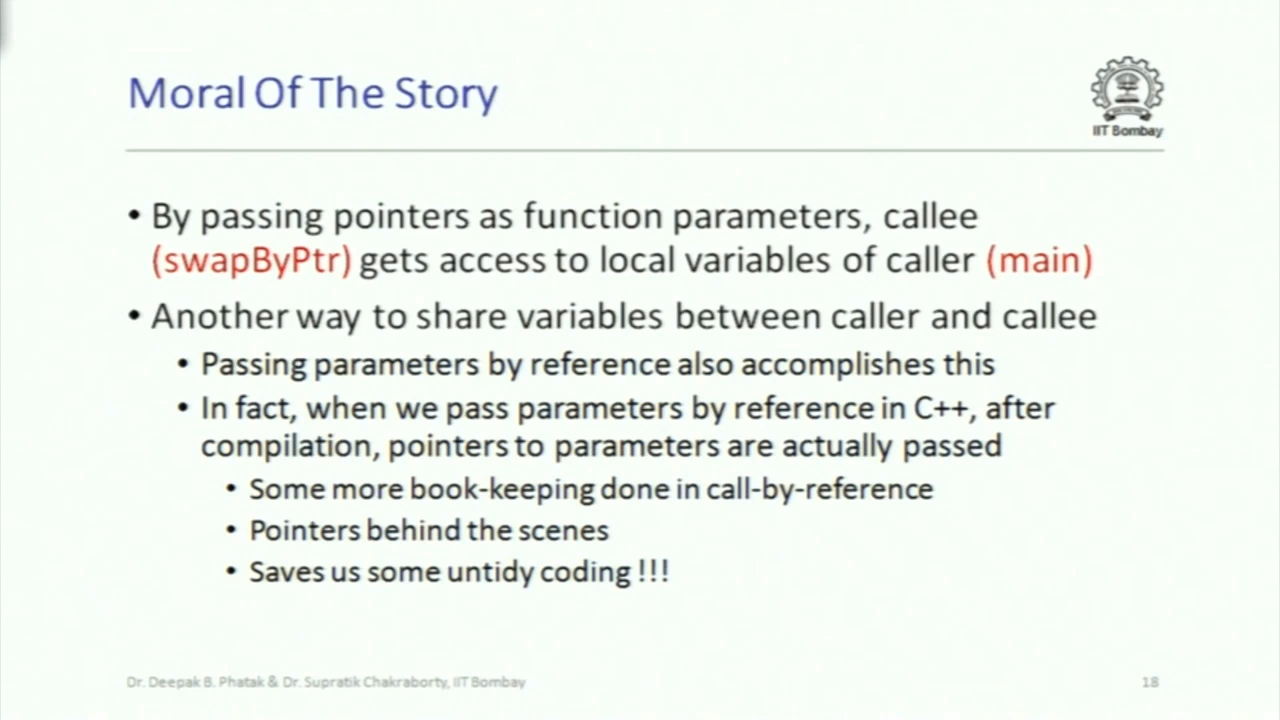 Moral Of The Story
IIT Bombay
• By passing pointers as function parameters, callee
(swapByPtr) gets access to local variables of caller (main)
• Another way to share variables between caller and callee
• Passing parameters by reference also accomplishes this
• In fact, when we pass parameters by reference in C++, after
compilation, pointers to parameters are actually passed
• Some more book-keeping done in call-by-reference
• Pointers behind the scenes
• Saves us some untidy coding !!!
Dr. Deepak B. Phatak & Dr. Supratik Chakraborty, IIT Bombay
18